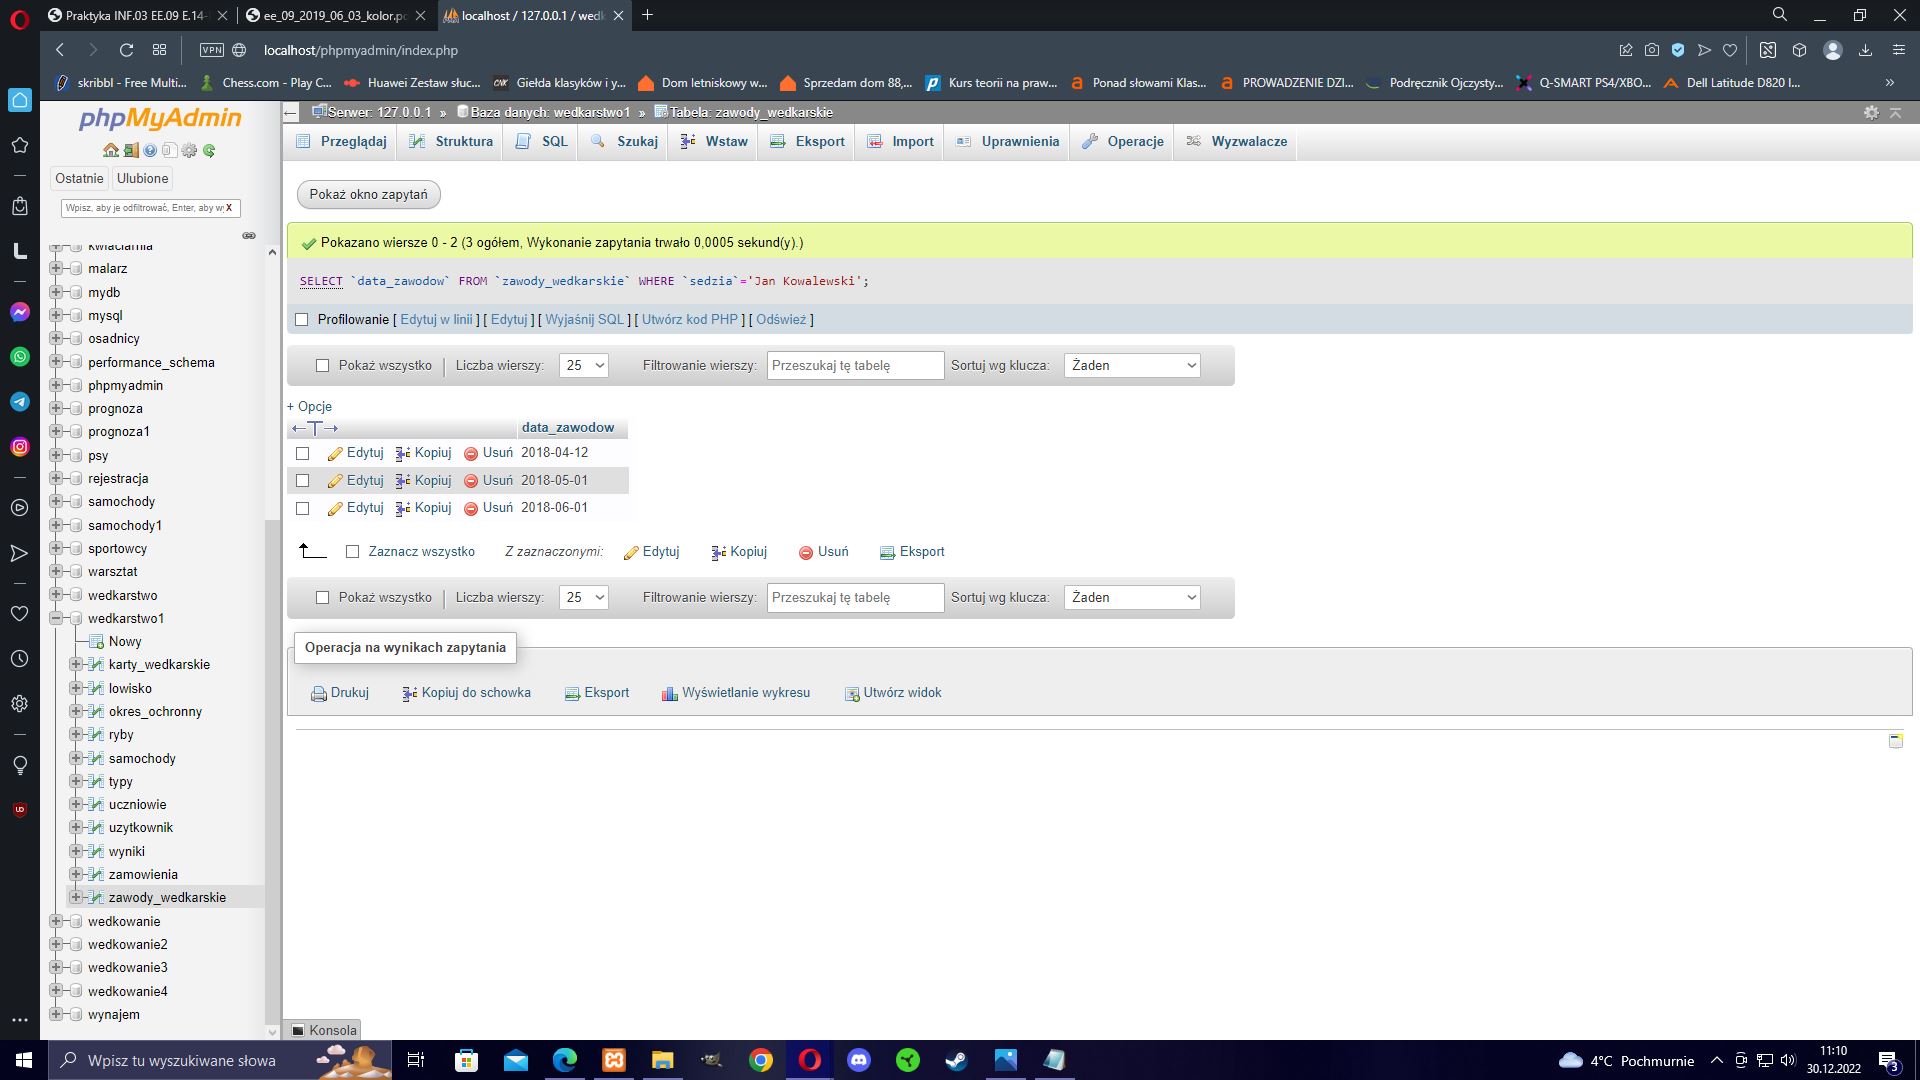 Praktyka INF.03 EE.09 E.14-
ee_09_2019_06_03_kolor.pd
localhost / 127.0.0.1 / wedk
VPN
localhost/phpmyadmin/index.php
skribbl - Free Multi...
Chess.com - Play C...
Huawei Zestaw słuc...
Giełda klasyków i y...
Dom letniskowy w...
Sprzedam dom 88,...
Kurs teorii na praw...
Ponad słowami Klas...
PROWADZENIE DZI...
Podręcznik Ojczysty...
Q-SMART PS4/XBO...
Dell Latitude D820 I...
phpMyAdmin
Ostatnie
Ulubione
Wpisz, aby je odfiltrować, Enter, aby wy
X
kwiaciarnia
malarz
mydb
mysql
osadnicy
performance_schema
phpmyadmin
prognoza
prognoza1
psy
rejestracja
samochody
samochody1
sportowcy
warsztat
wedkarstwo
wedkarstwo1
Nowy
karty_wedkarskie
lowisko
okres_ochronny
ryby
samochody
typy
uczniowie
uzytkownik
wyniki
zamowienia
zawody_wedkarskie
wedkowanie
wedkowanie2
wedkowanie3
wedkowanie4
wynajem
Serwer: 127.0.0.1 » Baza danych: wedkarstwo1 » Tabela: zawody_wedkarskie
Przeglądaj
Struktura
SQL
Szukaj
Wstaw
Eksport
Import
Uprawnienia
Operacje
Wyzwalacze
Pokaż okno zapytań
Pokazano wiersze 0 - 2 (3 ogółem, Wykonanie zapytania trwało 0,0005 sekund(y).)
SELECT `data_zawodow` FROM `zawody_wedkarskie` WHERE `sedzia`='Jan Kowalewski';
Profilowanie [ Edytuj w linii ] [ Edytuj ] [ Wyjaśnij SQL ] [ Utwórz kod PHP ] [ Odśwież ]
Pokaż wszystko | Liczba wierszy: 25 Filtrowanie wierszy: Przeszukaj tę tabelę Sortuj wg klucza: Żaden
+ Opcje
data_zawodow
Edytuj Kopiuj Usuń 2018-04-12
Edytuj Kopiuj Usuń 2018-05-01
Edytuj Kopiuj Usuń 2018-06-01
Zaznacz wszystko Z zaznaczonymi: Edytuj Kopiuj Usuń Eksport
Pokaż wszystko | Liczba wierszy: 25 Filtrowanie wierszy: Przeszukaj tę tabelę Sortuj wg klucza: Żaden
Operacja na wynikach zapytania
Drukuj Kopiuj do schowka Eksport Wyświetlanie wykresu Utwórz widok
Konsola
Wpisz tu wyszukiwane słowa
4°C Pochmurnie
11:10
30.12.2022
3